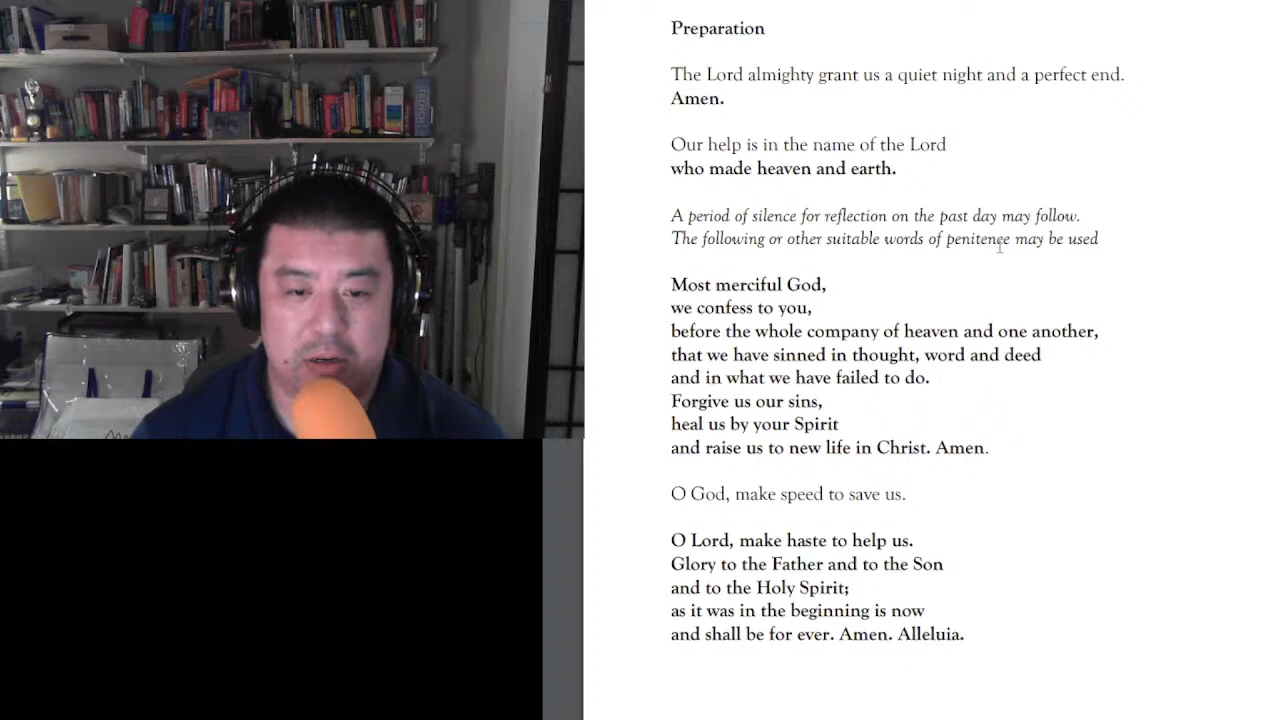 Preparation
The Lord almighty grant us a quiet night and a perfect end.
Amen.
Our help is in the name of the Lord
who made heaven and earth.
A period of silence for reflection on the past day may follow.
The following or other suitable words of penitence may be used
Most merciful God,
we confess to you,
before the whole company of heaven and one another,
that we have sinned in thought, word and deed
and in what we have failed to do.
Forgive us our sins,
heal us by your Spirit
and raise us to new life in Christ. Amen.
O God, make speed to save us.
O Lord, make haste to help us.
Glory to the Father and to the Son
and to the Holy Spirit;
as it was in the beginning is now
and shall be for ever. Amen. Alleluia.